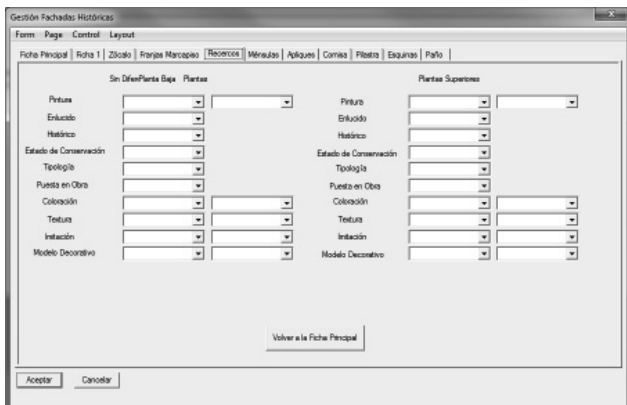 Gestión Fachadas Históricas
Form Page Control Layout
Ficha Principal Ficha 1 Zócalo Franjas Marcapiso Recercos Ménsulas Apliques Cornisa Pilastra Esquinas Paño
Sin DiferPlanta Baja Plantas Plantas Superiores
Pintura Pintura
Enlucido Enlucido
Histórico Histórico
Estado de Conservación Estado de Conservación
Tipología Tipología
Puesta en Obra Puesta en Obra
Coloración Coloración
Textura Textura
Imitación Imitación
Modelo Decorativo Modelo Decorativo
Volver a la Ficha Principal
Aceptar Cancelar